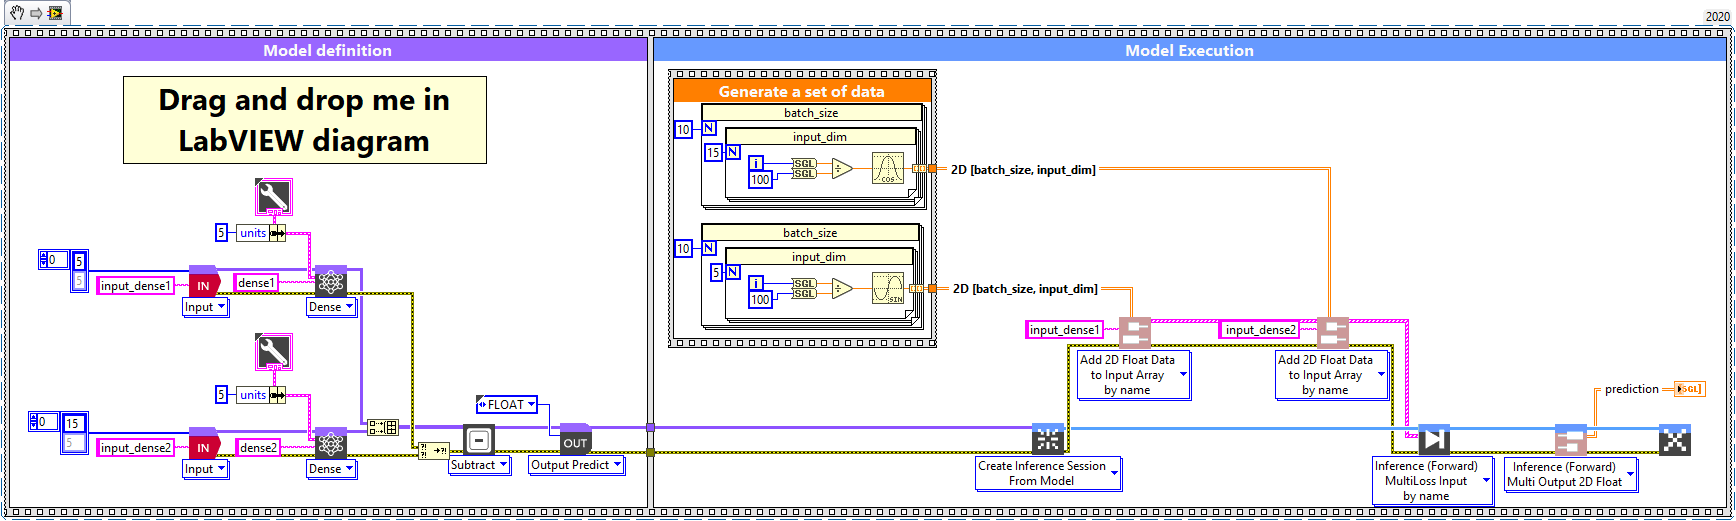 2020
Model definition
Model Execution
Drag and drop me in
LabVIEW diagram
Generate a set of data
batch_size
10
N
input_dim
15
N
i
100
SGL
SGL
÷
COS
2D [batch_size, input_dim]
batch_size
10
N
input_dim
5
N
i
100
SGL
SGL
÷
SIN
2D [batch_size, input_dim]
5
units
0
5
5
input_dense1
IN
Input
dense1
Dense
5
units
0
15
5
input_dense2
IN
Input
dense2
Dense
FLOAT
Subtract
OUT
Output Predict
input_dense1
Add 2D Float Data
to Input Array
by name
input_dense2
Add 2D Float Data
to Input Array
by name
prediction
SGL
Create Inference Session
From Model
Inference (Forward)
MultiLoss Input
by name
Inference (Forward)
Multi Output 2D Float